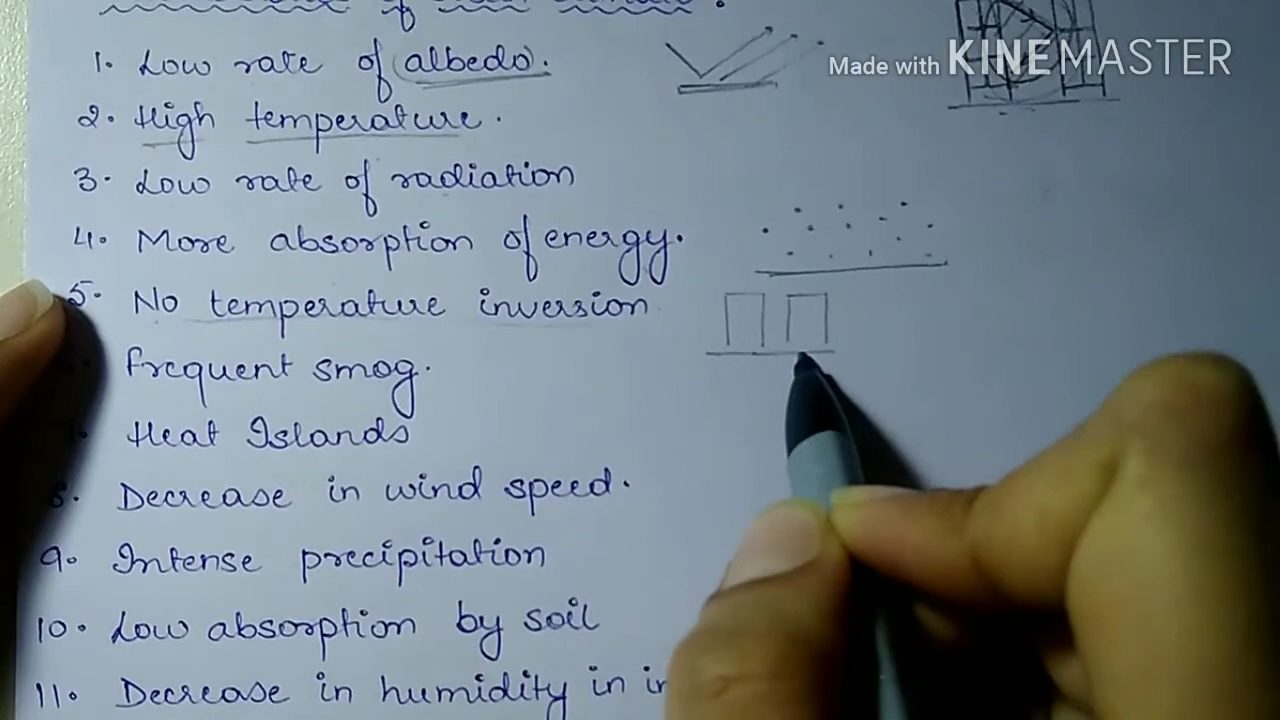 of
1. Low rate of albedo.
Made with KINEMASTER
2. High temperature.
3. Low rate of radiation
4. More absorption of energy.
5. No temperature inversion
Frequent smog.
Heat Islands
8. Decrease in wind speed.
9. Intense precipitation
10. Low absorption by soil
11. Decrease in humidity in